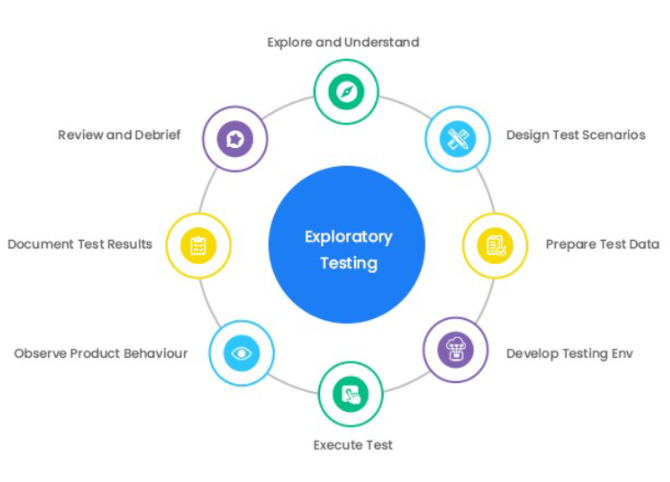 Explore and Understand
Review and Debrief
Design Test Scenarios
Document Test Results
Exploratory
Testing
Prepare Test Data
Observe Product Behaviour
Develop Testing Env
Execute Test